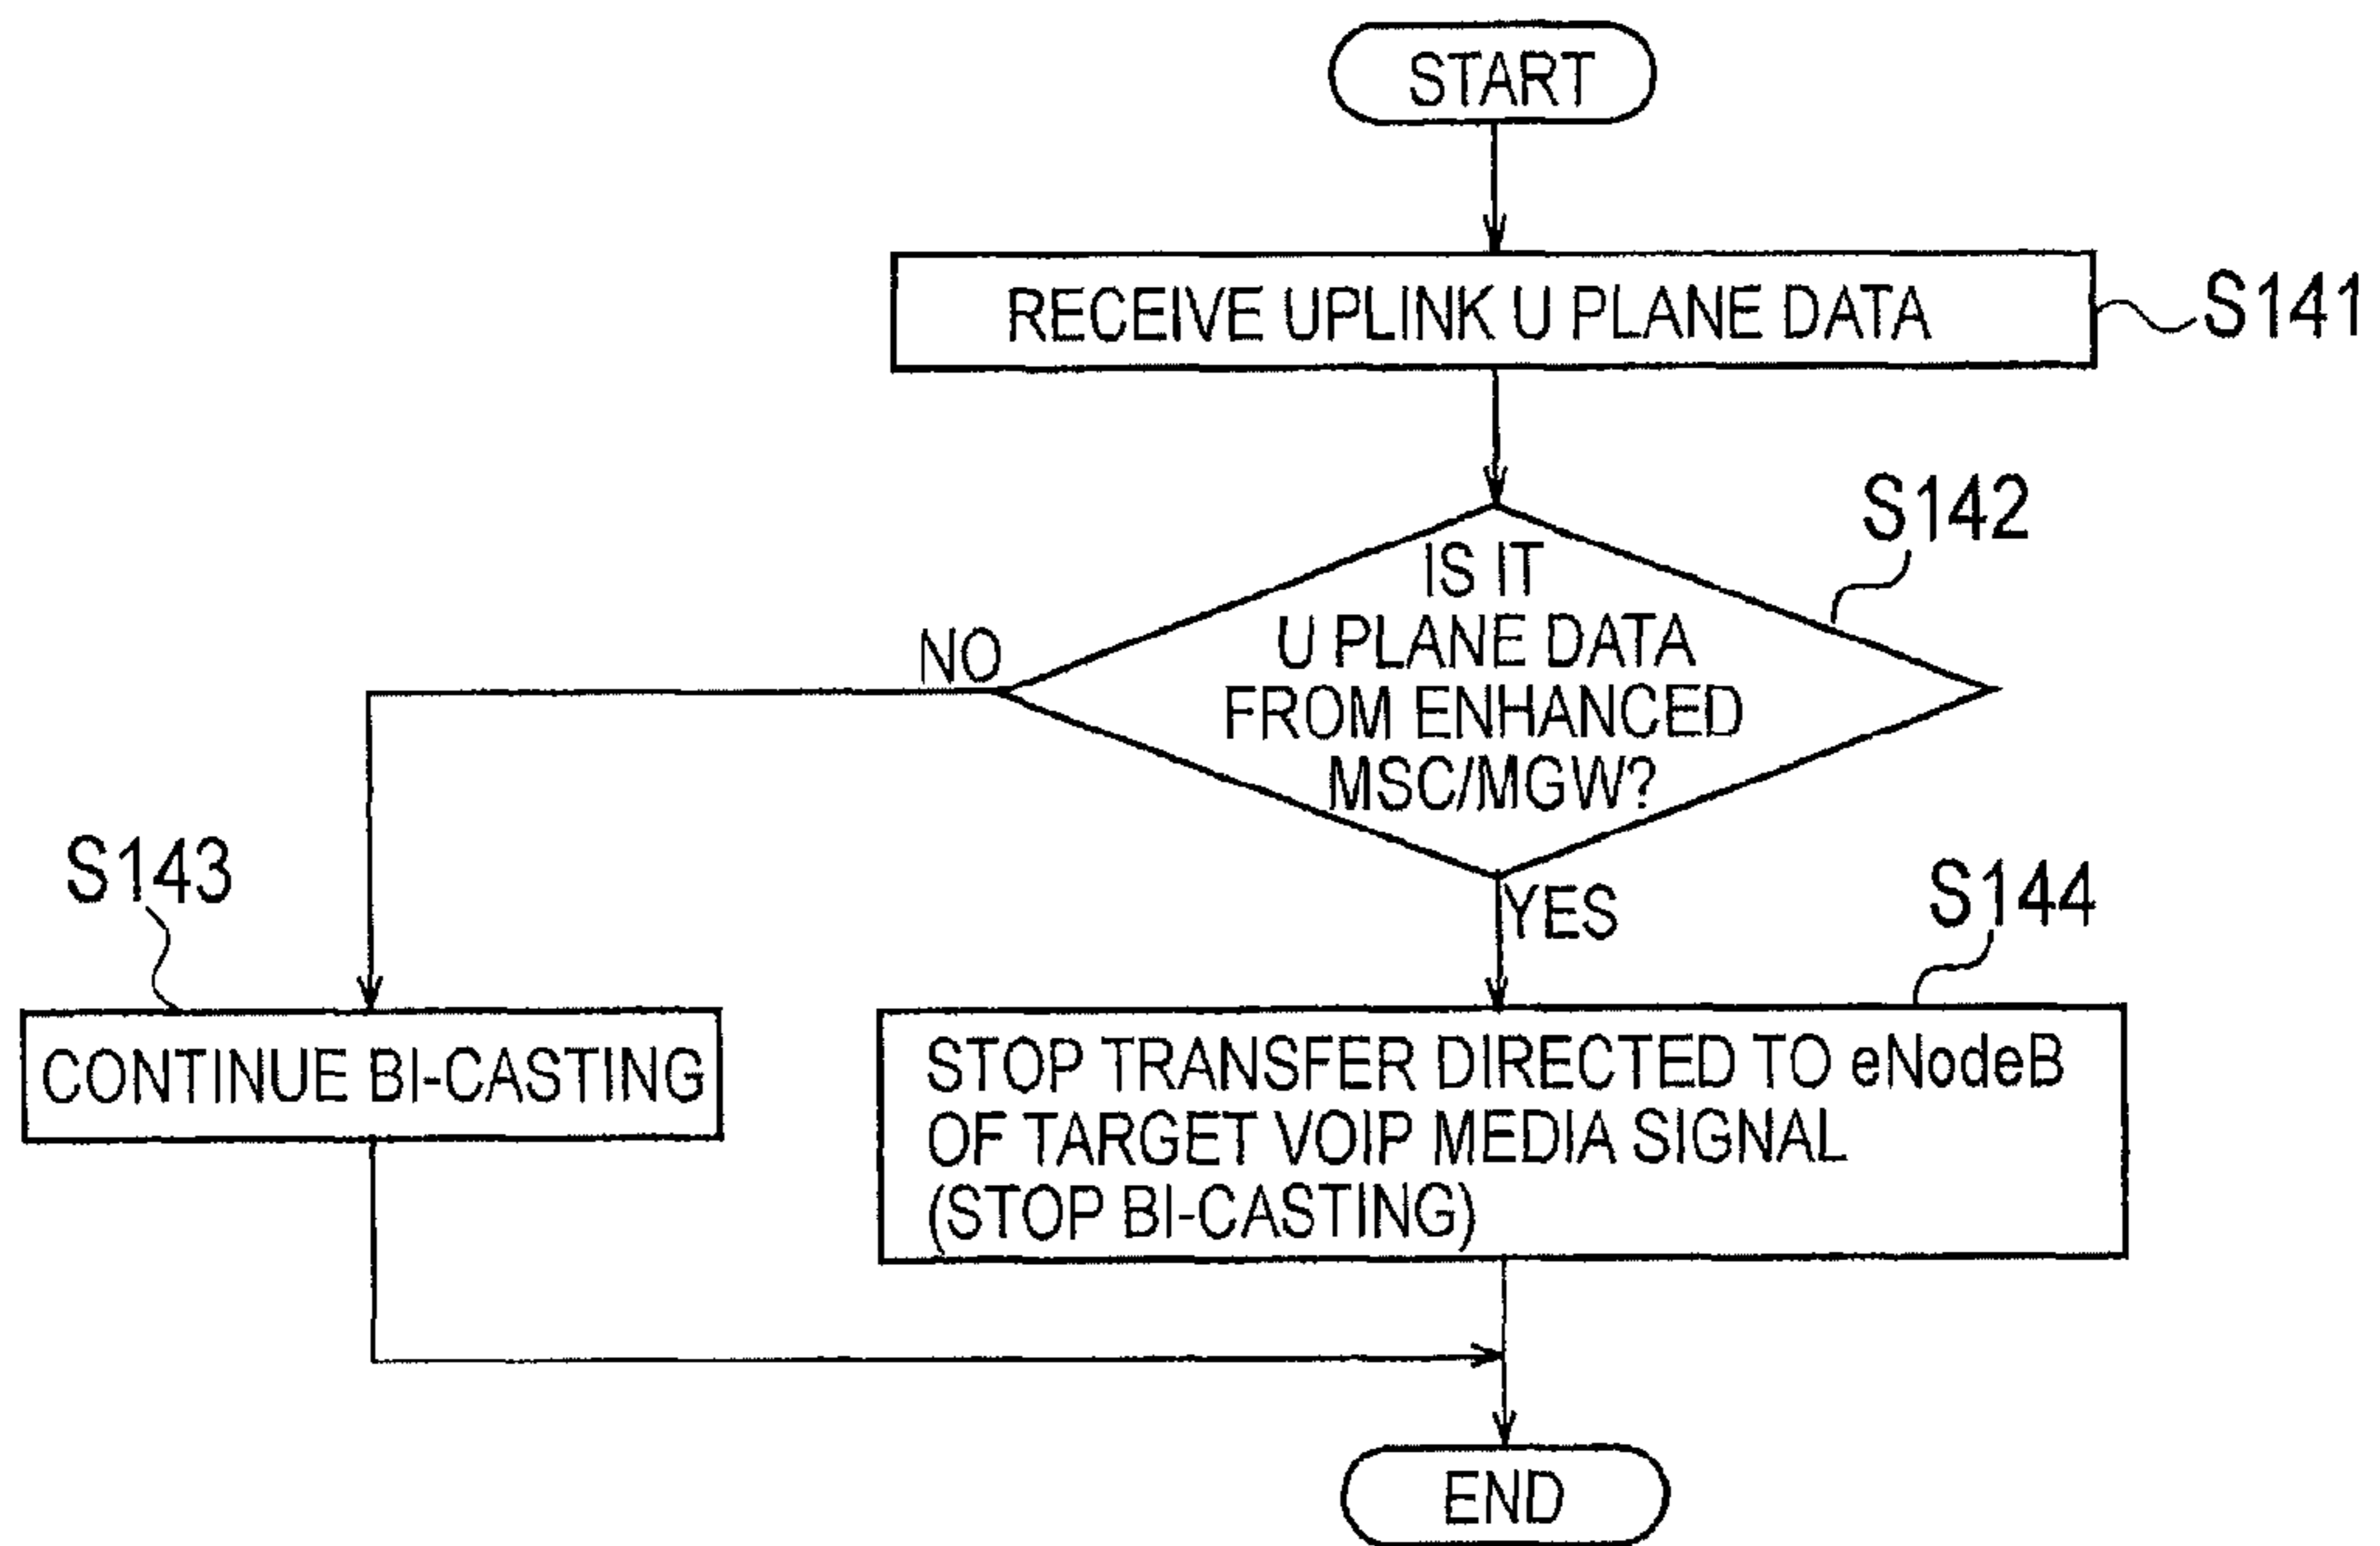 START
RECEIVE UPLINK U PLANE DATA
S141
S142
IS IT
U PLANE DATA
FROM ENHANCED
MSC/MGW?
NO
YES
S143
CONTINUE BI-CASTING
S144
STOP TRANSFER DIRECTED TO eNodeB
OF TARGET VOIP MEDIA SIGNAL
(STOP BI-CASTING)
END